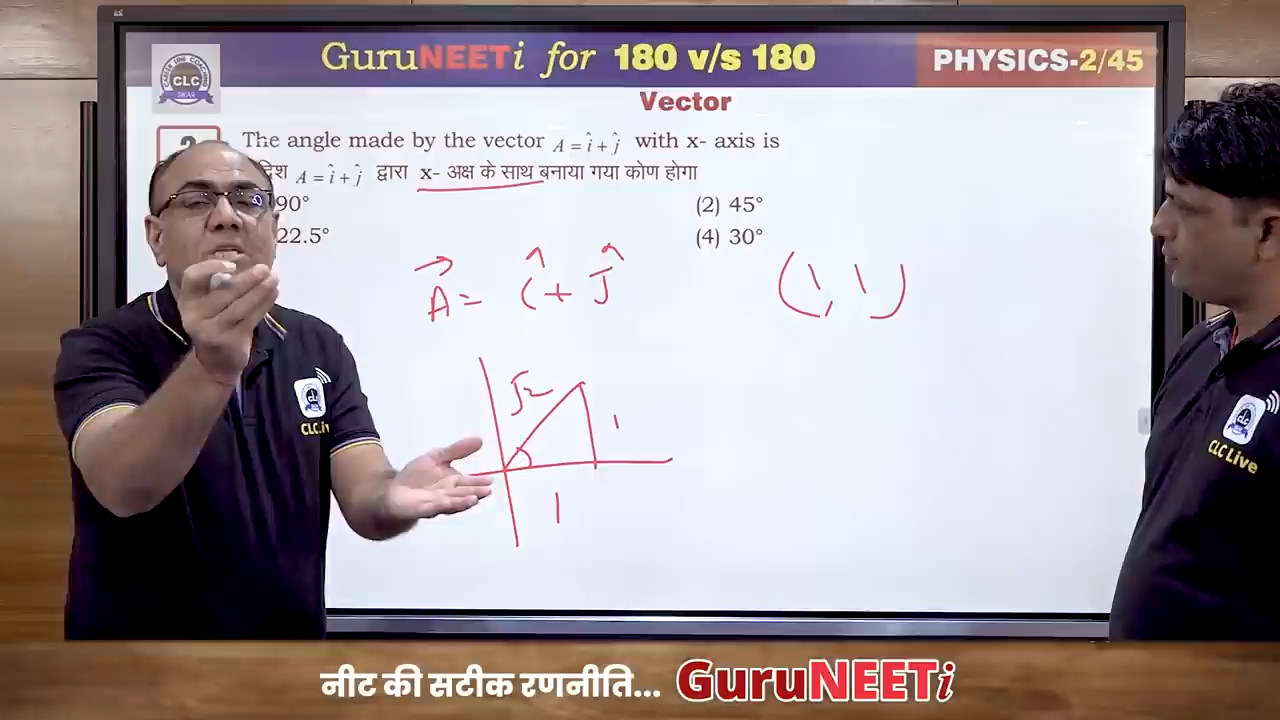 GuruNEETi for 180 v/s 180
PHYSICS-2/45
CLC
SIKAR
Vector
The angle made by the vector A = î + ĵ with x- axis is
A = î + ĵ द्वारा x- अक्ष के साथ बनाया गया कोण होगा
90°
(2) 45°
22.5°
(4) 30°
A = î + ĵ
(1, 1)
√2
1
1
CLC
CLC Live
नीट की सटीक रणनीति... GuruNEETi